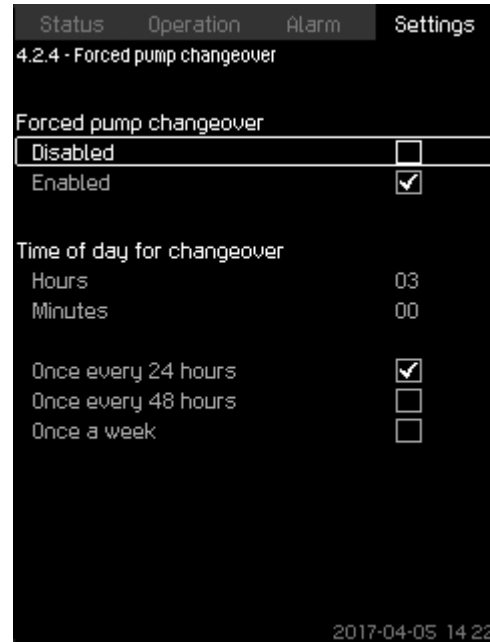 Status Operation Alarm Settings
4.2.4 - Forced pump changeover
Forced pump changeover
Disabled
Enabled
Time of day for changeover
Hours 03
Minutes 00
Once every 24 hours
Once every 48 hours
Once a week
2017-04-05 14:22